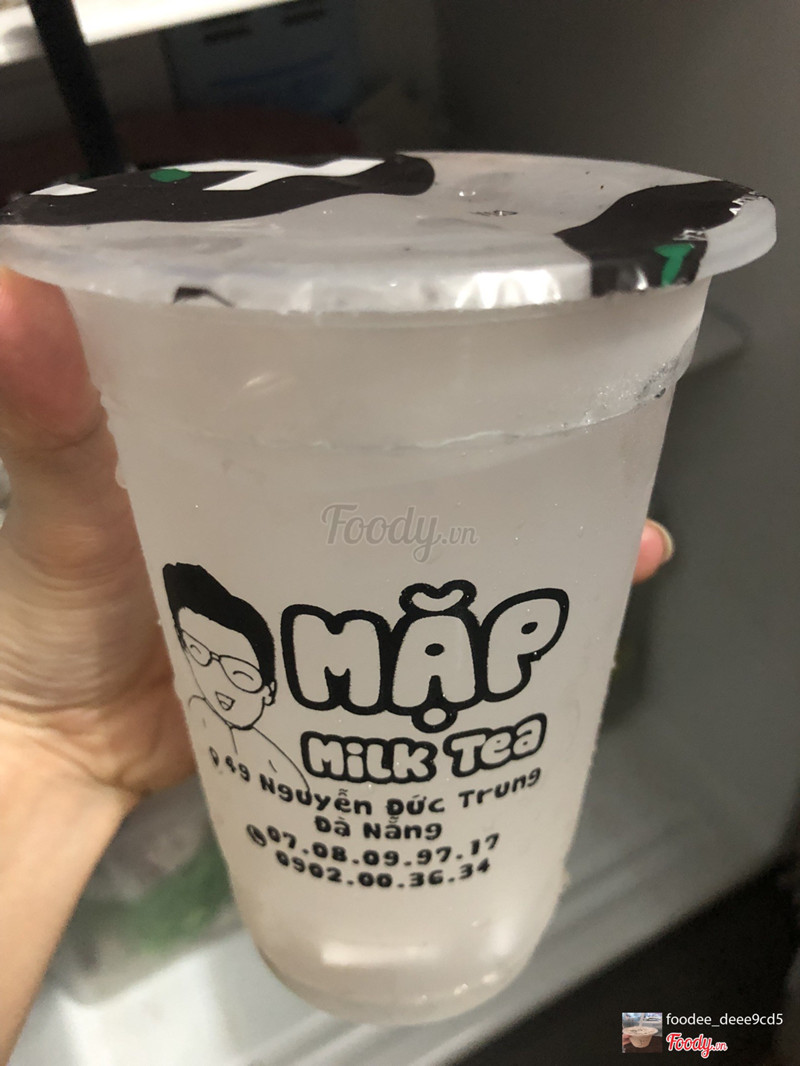 Foody.vn
MẶP
MiLK Tea
49 Nguyễn Đức Trung
Đà Nẵng
07.08.09.97.17
0902.00.36.34
foodee_deee9cd5
Foody.vn